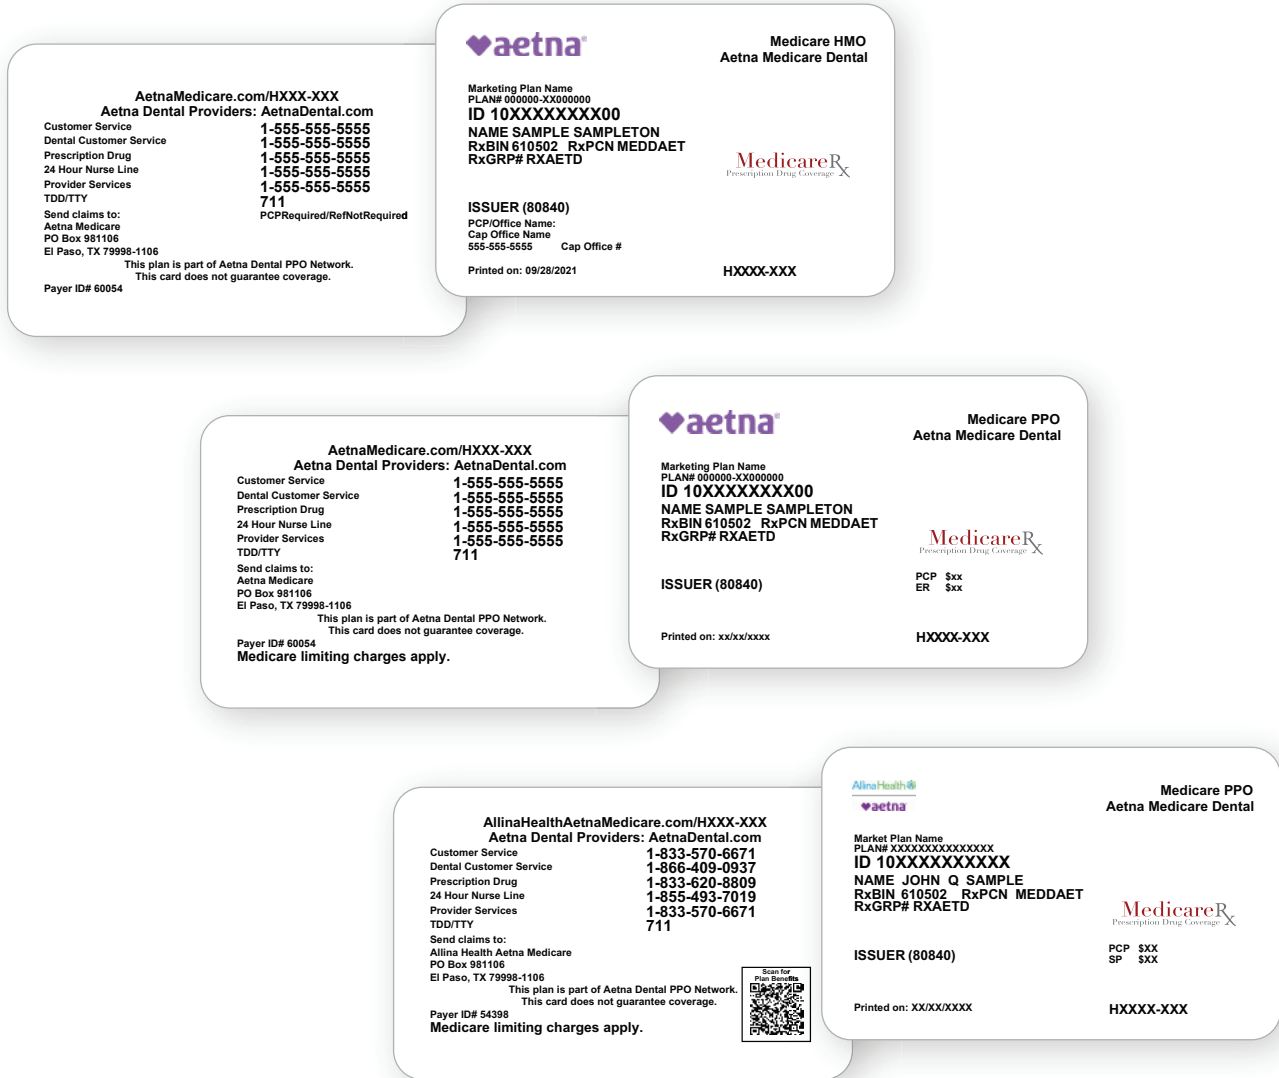 AetnaMedicare.com/HXXX-XXX
Aetna Dental Providers: AetnaDental.com
Customer Service 1-555-555-5555
Dental Customer Service 1-555-555-5555
Prescription Drug 1-555-555-5555
24 Hour Nurse Line 1-555-555-5555
Provider Services 1-555-555-5555
TDD/TTY 711
Send claims to: PCPRequired/RefNotRequired
Aetna Medicare
PO Box 981106
El Paso, TX 79998-1106
This plan is part of Aetna Dental PPO Network.
This card does not guarantee coverage.
Payer ID# 60054
aetna
Medicare HMO
Aetna Medicare Dental
Marketing Plan Name
PLAN# 000000-XX000000
ID 10XXXXXXXX00
NAME SAMPLE SAMPLETON
RxBIN 610502 RxPCN MEDDAET
RxGRP# RXAETD
MedicareRx
Prescription Drug Coverage
ISSUER (80840)
PCP/Office Name:
Cap Office Name
555-555-5555 Cap Office #
Printed on: 09/28/2021 HXXXX-XXX
AetnaMedicare.com/HXXX-XXX
Aetna Dental Providers: AetnaDental.com
Customer Service 1-555-555-5555
Dental Customer Service 1-555-555-5555
Prescription Drug 1-555-555-5555
24 Hour Nurse Line 1-555-555-5555
Provider Services 1-555-555-5555
TDD/TTY 711
Send claims to:
Aetna Medicare
PO Box 981106
El Paso, TX 79998-1106
This plan is part of Aetna Dental PPO Network.
This card does not guarantee coverage.
Payer ID# 60054
Medicare limiting charges apply.
aetna
Medicare PPO
Aetna Medicare Dental
Marketing Plan Name
PLAN# 000000-XX000000
ID 10XXXXXXXX00
NAME SAMPLE SAMPLETON
RxBIN 610502 RxPCN MEDDAET
RxGRP# RXAETD
MedicareRx
Prescription Drug Coverage
ISSUER (80840)
PCP $xx
ER $xx
Printed on: xx/xx/xxxx HXXXX-XXX
AllinaHealthAetnaMedicare.com/HXXX-XXX
Aetna Dental Providers: AetnaDental.com
Customer Service 1-833-570-6671
Dental Customer Service 1-866-409-0937
Prescription Drug 1-833-620-8809
24 Hour Nurse Line 1-855-493-7019
Provider Services 1-833-570-6671
TDD/TTY 711
Send claims to:
Allina Health Aetna Medicare
PO Box 981106
El Paso, TX 79998-1106
This plan is part of Aetna Dental PPO Network.
This card does not guarantee coverage.
Payer ID# 54398
Medicare limiting charges apply.
Scan for
Plan Benefits
Allina Health
aetna
Medicare PPO
Aetna Medicare Dental
Market Plan Name
PLAN# XXXXXXXXXXXXXXX
ID 10XXXXXXXXXX
NAME JOHN Q SAMPLE
RxBIN 610502 RxPCN MEDDAET
RxGRP# RXAETD
MedicareRx
Prescription Drug Coverage
ISSUER (80840)
PCP $XX
SP $XX
Printed on: XX/XX/XXXX HXXXX-XXX